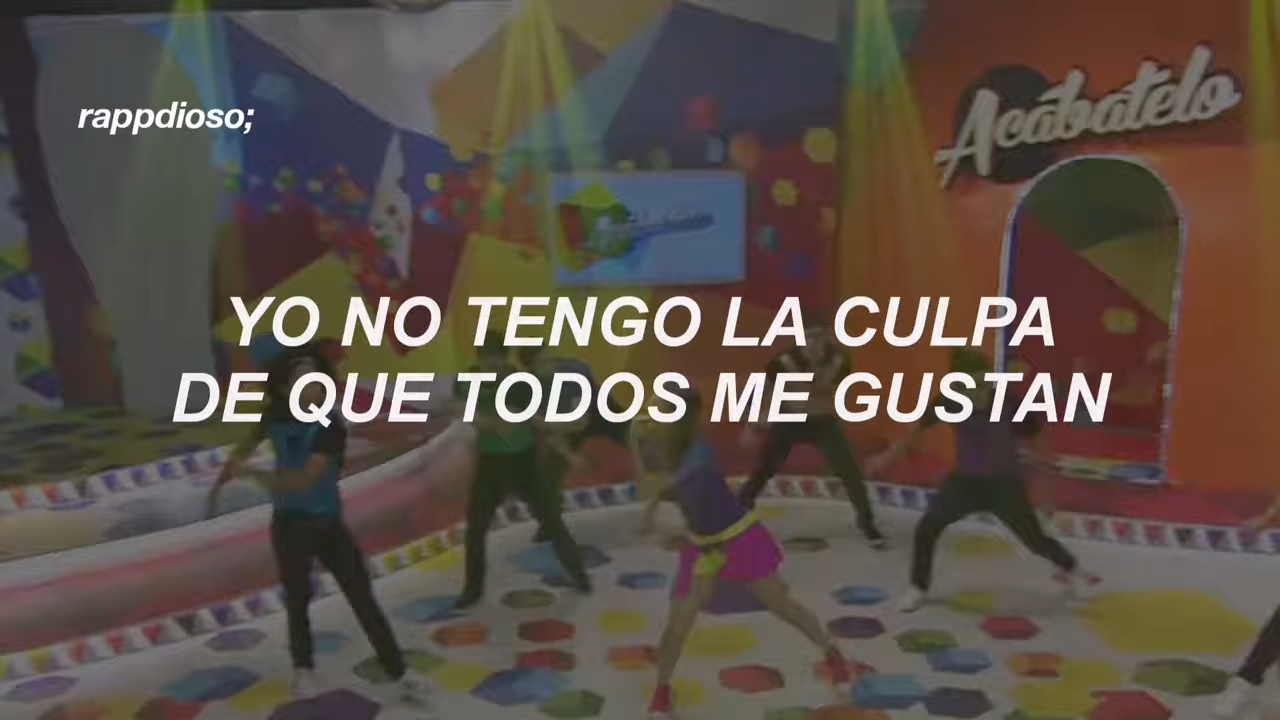 rappdioso;
Acábatelo
YO NO TENGO LA CULPA
DE QUE TODOS ME GUSTAN